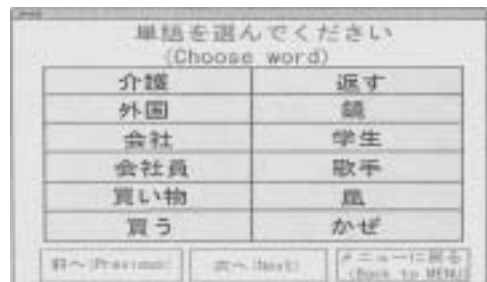 単語を選んでください
(Choose word)
介護 返す
外国 鏡
会社 学生
会社員 歌手
買い物 風
買う かぜ
前へ(Previous) 次へ(Next) メニューに戻る
(Back to MENU)